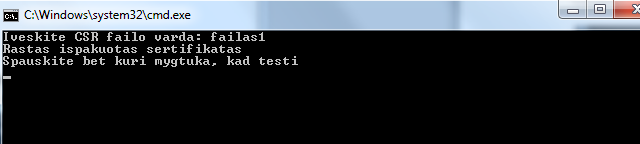 C:\Windows\system32\cmd.exe
Iveskite CSR failo varda: failas1
Rastas ispakuotas sertifikatas
Spauskite bet kuri mygtuka, kad testi